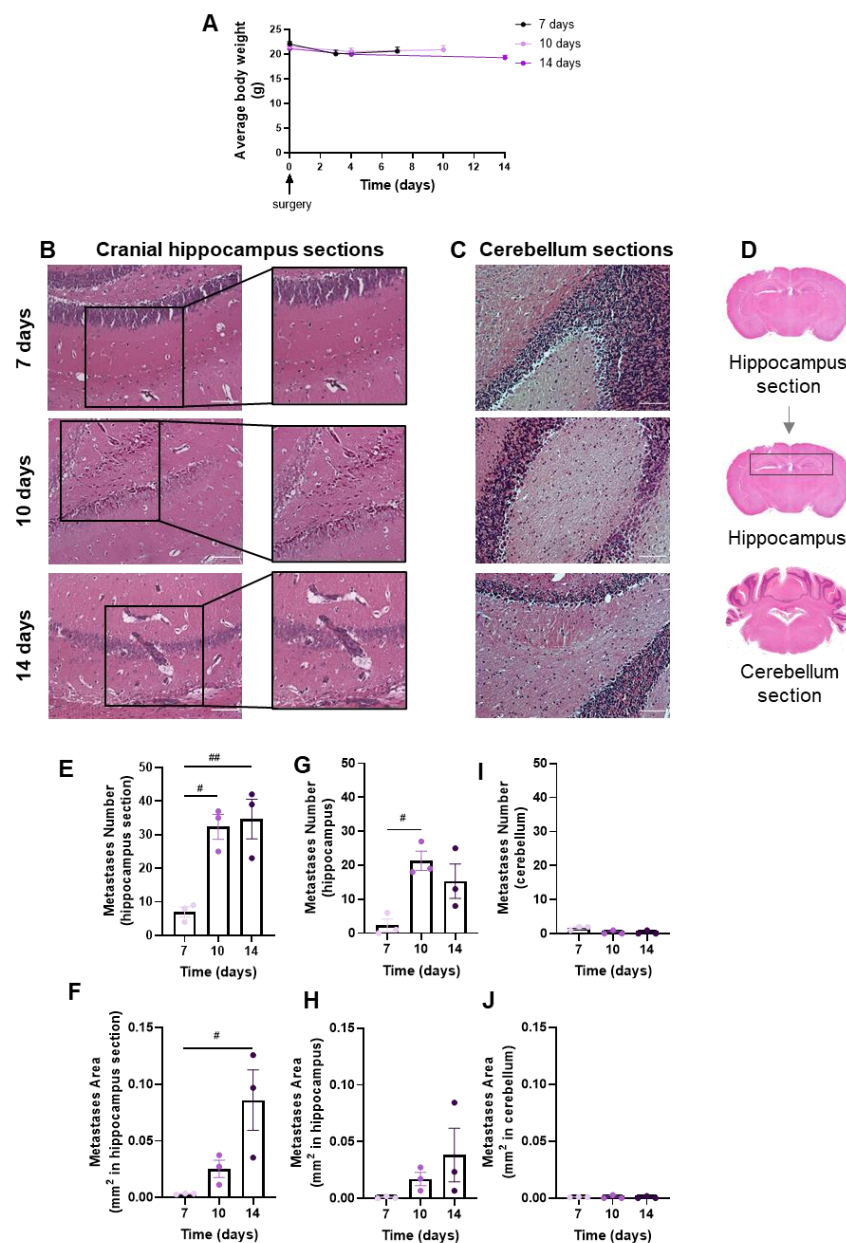 A
Average body weight
(g)
25
20
15
10
5
0
0 2 4 6 8 10 12 14
Time (days)
surgery
7 days
10 days
14 days
B Cranial hippocampus sections
7 days
10 days
14 days
C Cerebellum sections
D
Hippocampus
section
Hippocampus
Cerebellum
section
E
Metastases Number
(hippocampus section)
50
40
30
20
10
0
#
##
7 10 14
Time (days)
G
Metastases Number
(hippocampus)
50
40
30
20
10
0
#
7 10 14
Time (days)
I
Metastases Number
(cerebellum)
50
40
30
20
10
0
7 10 14
Time (days)
F
Metastases Area
(mm² in hippocampus section)
0.15
0.10
0.05
0.00
#
7 10 14
Time (days)
H
Metastases Area
(mm² in hippocampus)
0.15
0.10
0.05
0.00
7 10 14
Time (days)
J
Metastases Area
(mm² in cerebellum)
0.15
0.10
0.05
0.00
7 10 14
Time (days)